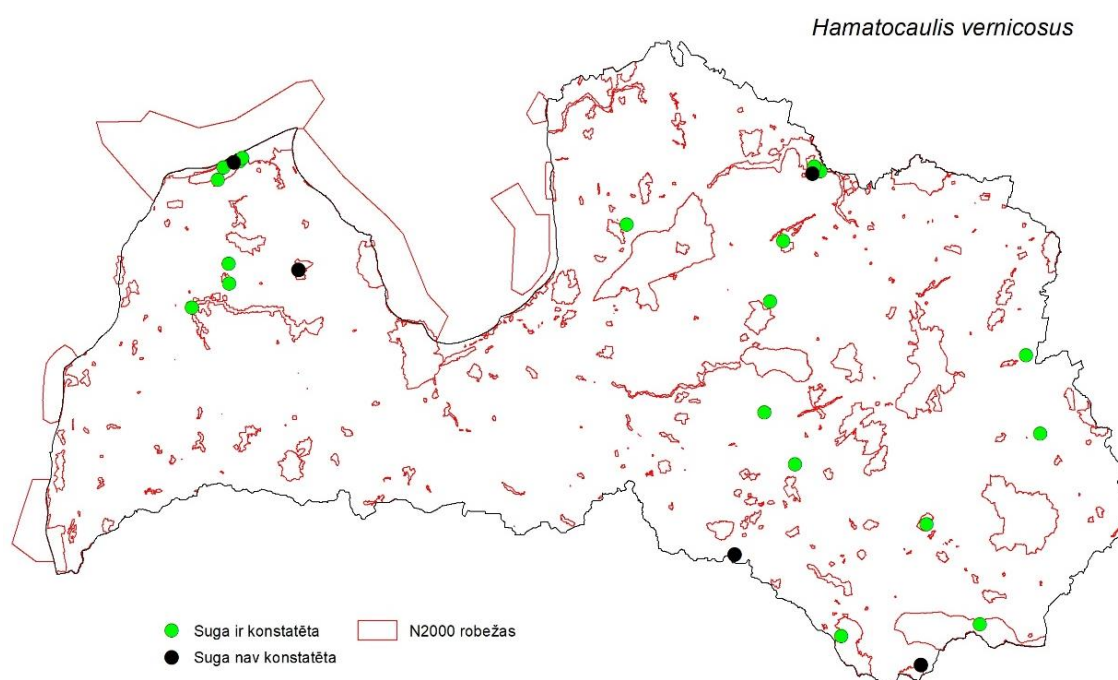 Hamatocaulis vernicosus
Suga ir konstatēta
N2000 robežas
Suga nav konstatēta